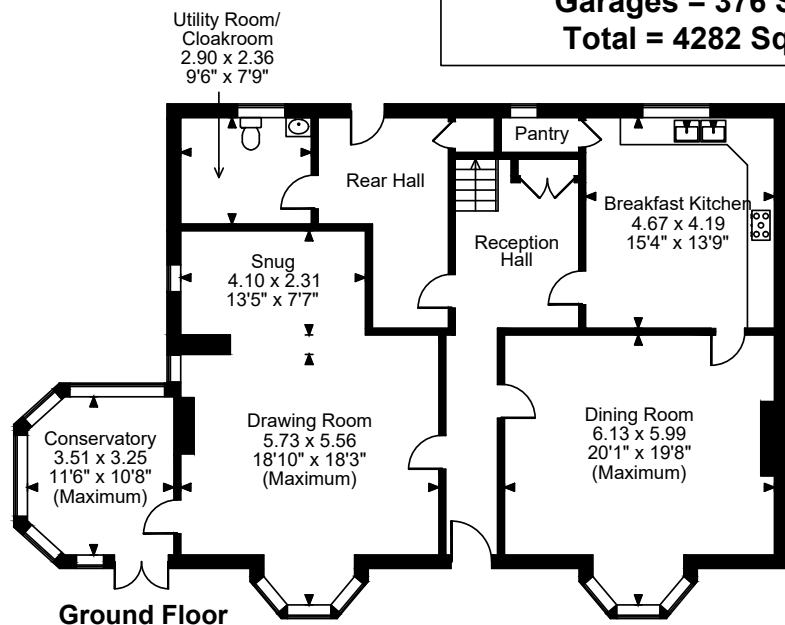 Garages = 376 S
Total = 4282 Sq
Utility Room/
Cloakroom
2.90 x 2.36
9'6" x 7'9"
Pantry
Rear Hall
Breakfast Kitchen
4.67 x 4.19
15'4" x 13'9"
Reception
Hall
Snug
4.10 x 2.31
13'5" x 7'7"
Drawing Room
5.73 x 5.56
18'10" x 18'3"
(Maximum)
Dining Room
6.13 x 5.99
20'1" x 19'8"
(Maximum)
Conservatory
3.51 x 3.25
11'6" x 10'8"
(Maximum)
Ground Floor